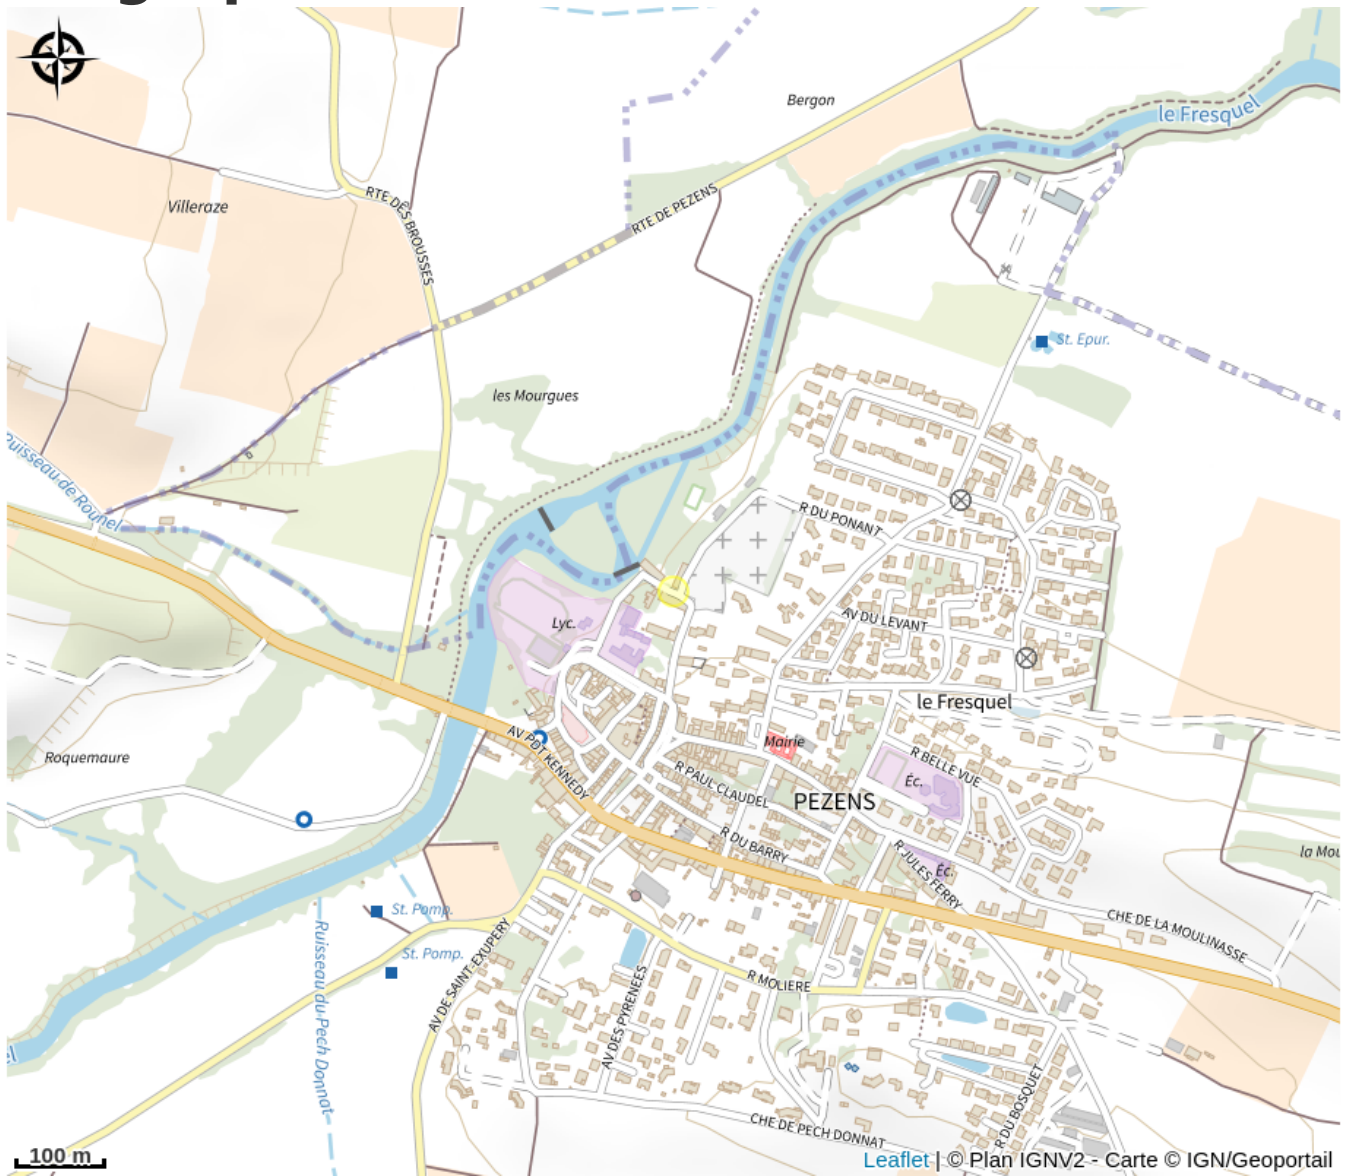 Bergon
le Fresquel
Villeraze
RTE DES BROUSSES
RTE DE PEZENS
St. Epur.
les Mourgues
Ruisseau de Rounel
R DU PONANT
Lyc.
AV DU LEVANT
le Fresquel
AV PDT KENNEDY
Mairie
Roquemaure
R BELLE VUE
R PAUL CLAUDEL
PEZENS
Éc.
R DU BARRY
R JULES FERRY
Éc.
la Mou
St. Pomp.
CHE DE LA MOULINASSE
St. Pomp.
AV DE SAINT-EXUPERY
R MOLIERE
Ruisseau du Pech Donnat
AV DES PYRENEES
el
R DU BOSQUET
CHE DE PECH DONNAT
100 m
Leaflet | © Plan IGNV2 - Carte © IGN/Geoportail